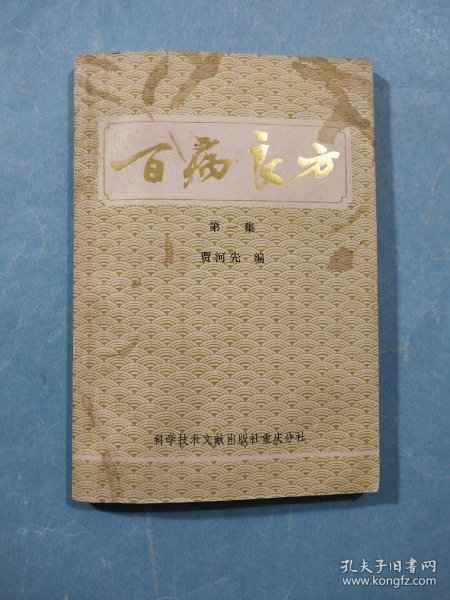 百病良方
第一集
贾河先 编
科学技术文献出版社重庆分社
孔夫子旧书网
www.kongfz.com